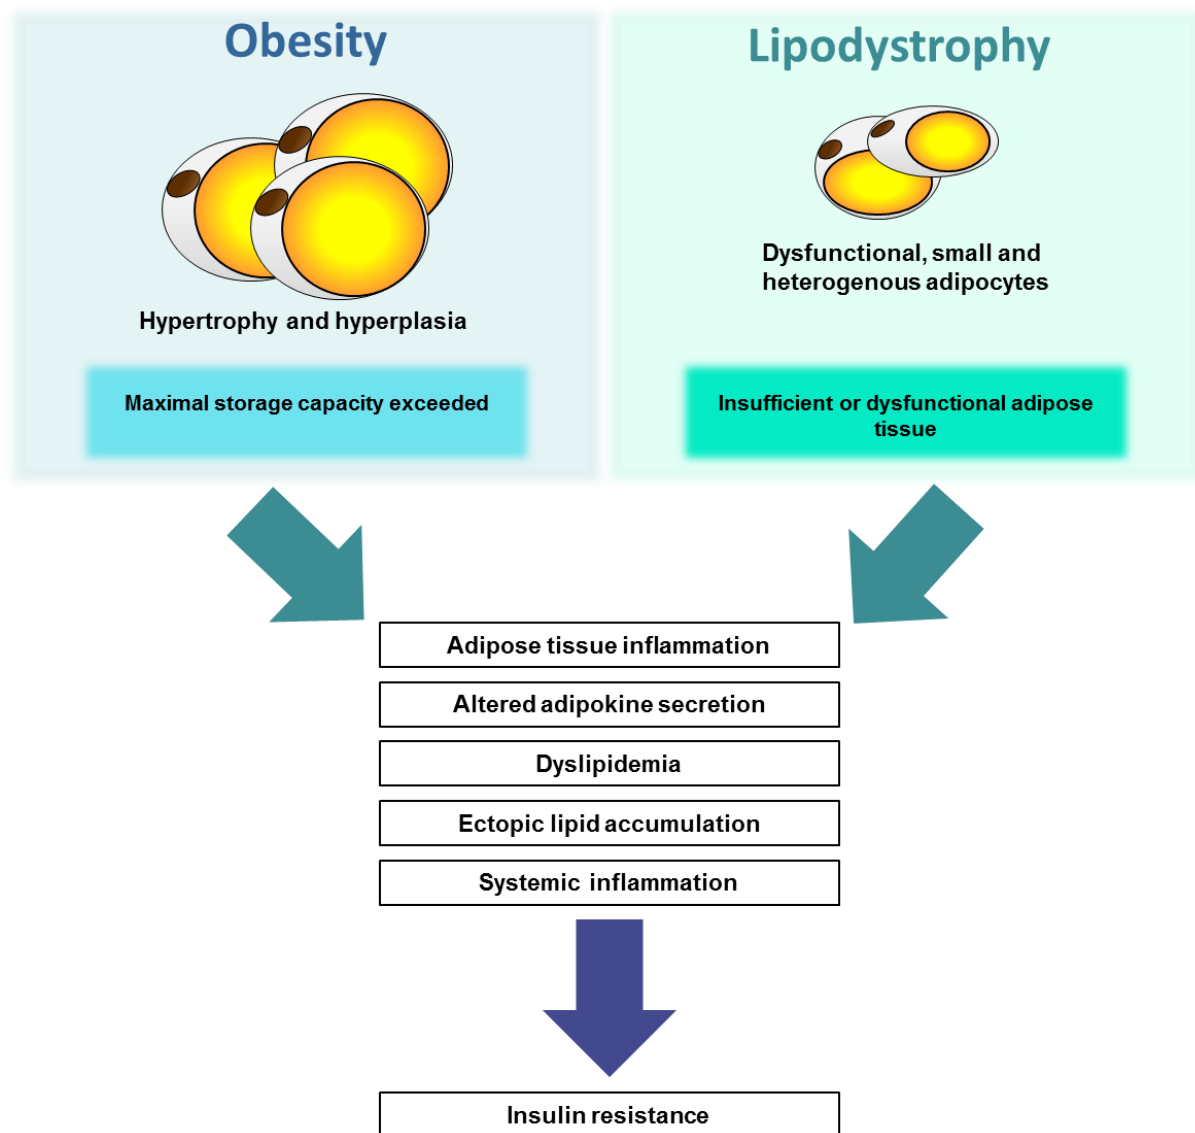 Obesity
Hypertrophy and hyperplasia
Maximal storage capacity exceeded
Lipodystrophy
Dysfunctional, small and
heterogenous adipocytes
Insufficient or dysfunctional adipose
tissue
Adipose tissue inflammation
Altered adipokine secretion
Dyslipidemia
Ectopic lipid accumulation
Systemic inflammation
Insulin resistance